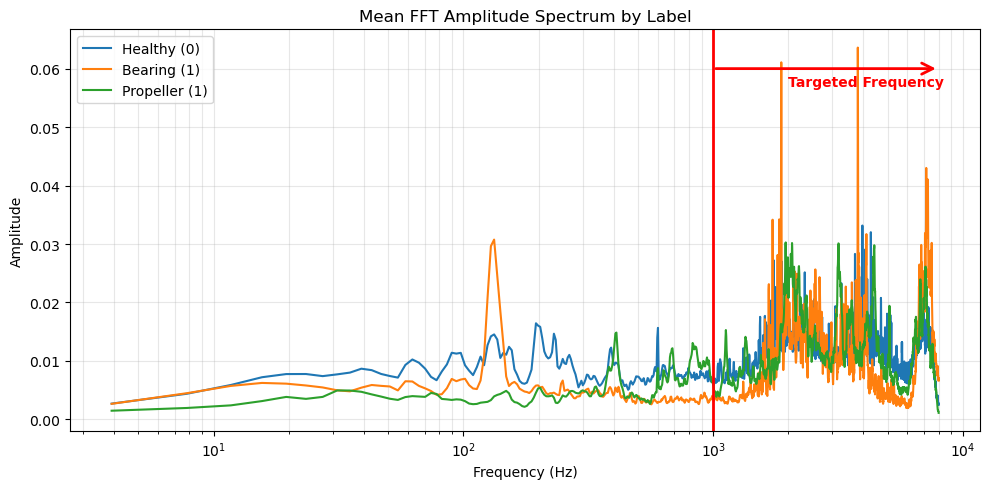 Mean FFT Amplitude Spectrum by Label
Healthy (0)
Bearing (1)
Propeller (1)
Targeted Frequency
Amplitude
0.06
0.05
0.04
0.03
0.02
0.01
0.00
10¹
10²
10³
10⁴
Frequency (Hz)